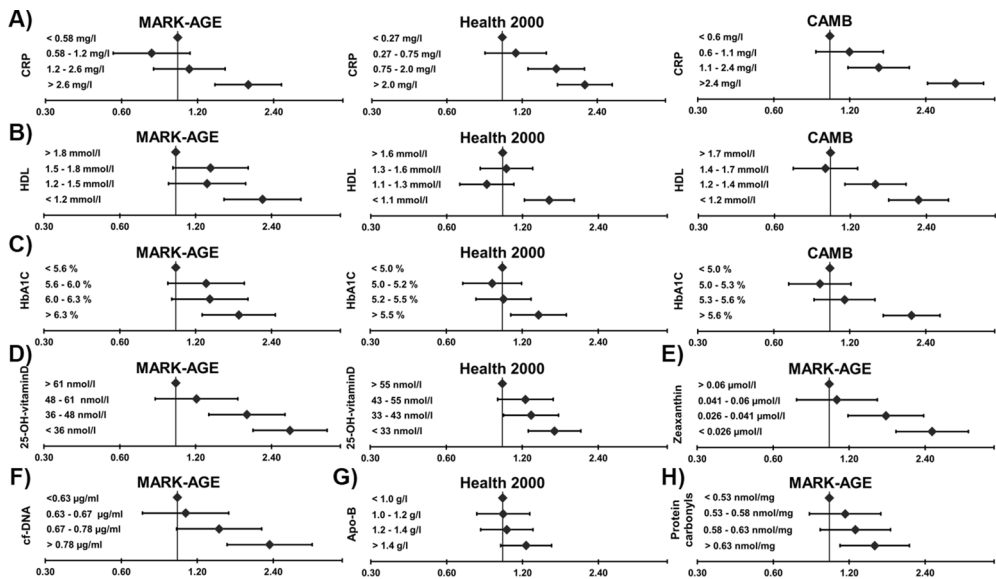 A)
MARK-AGE
CRP
< 0.58 mg/l
0.58 - 1.2 mg/l
1.2 - 2.6 mg/l
> 2.6 mg/l
0.30 0.60 1.20 2.40
Health 2000
CRP
< 0.27 mg/l
0.27 - 0.75 mg/l
0.75 - 2.0 mg/l
> 2.0 mg/l
0.30 0.60 1.20 2.40
CAMB
CRP
< 0.6 mg/l
0.6 - 1.1 mg/l
1.1 - 2.4 mg/l
>2.4 mg/l
0.30 0.60 1.20 2.40
B)
MARK-AGE
HDL
> 1.8 mmol/l
1.5 - 1.8 mmol/l
1.2 - 1.5 mmol/l
< 1.2 mmol/l
0.30 0.60 1.20 2.40
Health 2000
HDL
> 1.6 mmol/l
1.3 - 1.6 mmol/l
1.1 - 1.3 mmol/l
< 1.1 mmol/l
0.30 0.60 1.20 2.40
CAMB
HDL
> 1.7 mmol/l
1.4 - 1.7 mmol/l
1.2 - 1.4 mmol/l
< 1.2 mmol/l
0.30 0.60 1.20 2.40
C)
MARK-AGE
HbA1C
< 5.6 %
5.6 - 6.0 %
6.0 - 6.3 %
> 6.3 %
0.30 0.60 1.20 2.40
Health 2000
HbA1C
< 5.0 %
5.0 - 5.2 %
5.2 - 5.5 %
> 5.5 %
0.30 0.60 1.20 2.40
CAMB
HbA1C
< 5.0 %
5.0 - 5.3 %
5.3 - 5.6 %
> 5.6 %
0.30 0.60 1.20 2.40
D)
MARK-AGE
25-OH-vitaminD
> 61 nmol/l
48 - 61 nmol/l
36 - 48 nmol/l
< 36 nmol/l
0.30 0.60 1.20 2.40
Health 2000
25-OH-vitaminD
> 55 nmol/l
43 - 55 nmol/l
33 - 43 nmol/l
< 33 nmol/l
0.30 0.60 1.20 2.40
E)
MARK-AGE
Zeaxanthin
> 0.06 µmol/l
0.041 - 0.06 µmol/l
0.026 - 0.041 µmol/l
< 0.026 µmol/l
0.30 0.60 1.20 2.40
F)
MARK-AGE
cf-DNA
<0.63 µg/ml
0.63 - 0.67 µg/ml
0.67 - 0.78 µg/ml
> 0.78 µg/ml
0.30 0.60 1.20 2.40
G)
Health 2000
Apo-B
< 1.0 g/l
1.0 - 1.2 g/l
1.2 - 1.4 g/l
> 1.4 g/l
0.30 0.60 1.20 2.40
H)
MARK-AGE
Protein
carbonyls
< 0.53 nmol/mg
0.53 - 0.58 nmol/mg
0.58 - 0.63 nmol/mg
> 0.63 nmol/mg
0.30 0.60 1.20 2.40